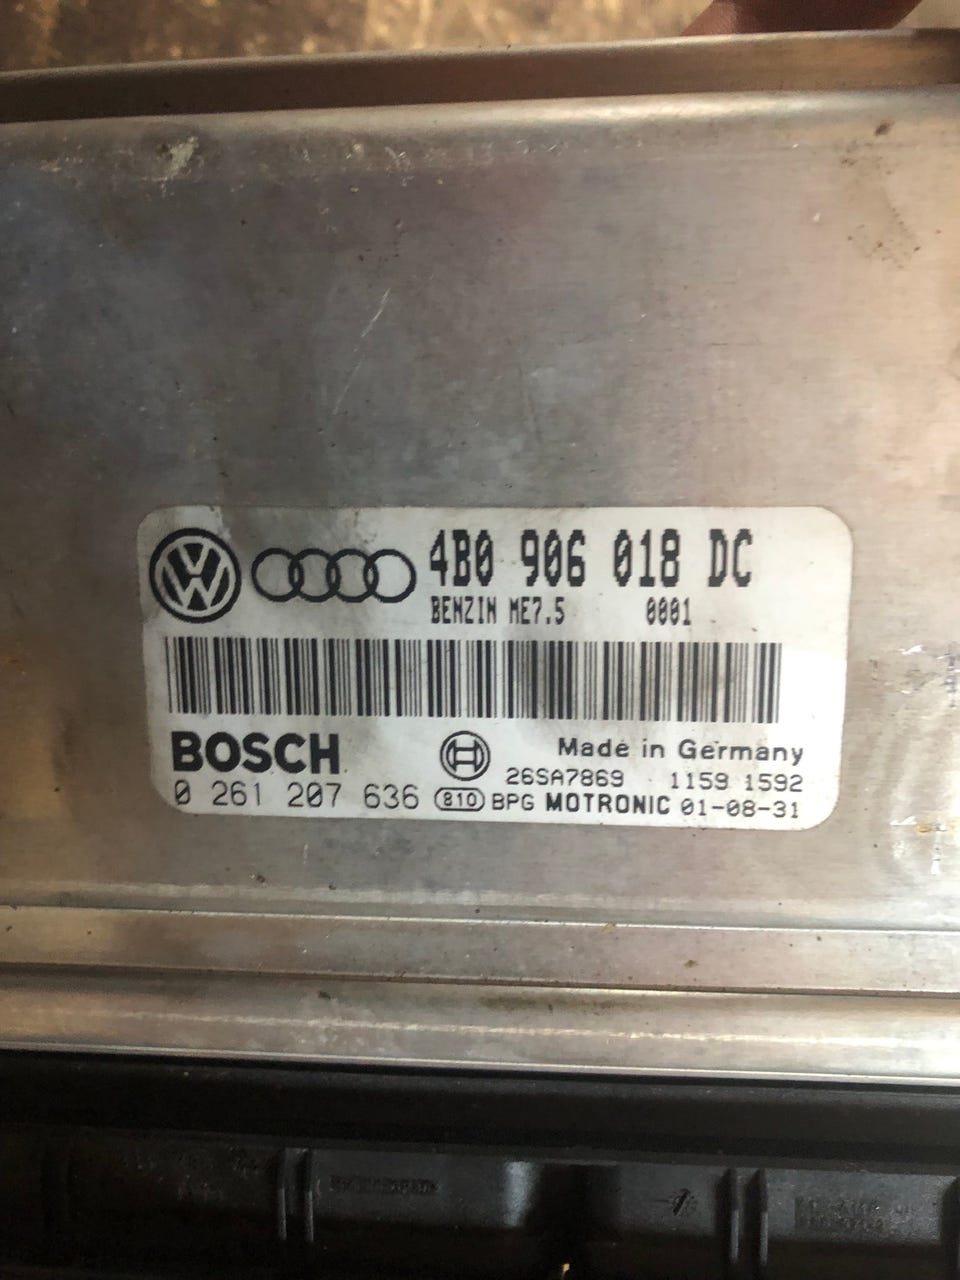 4B0 906 018 DC
BENZIN ME7.5 0001
BOSCH Made in Germany
26SA7869 1159 1592
0 261 207 636 810 BPG MOTRONIC 01-08-31